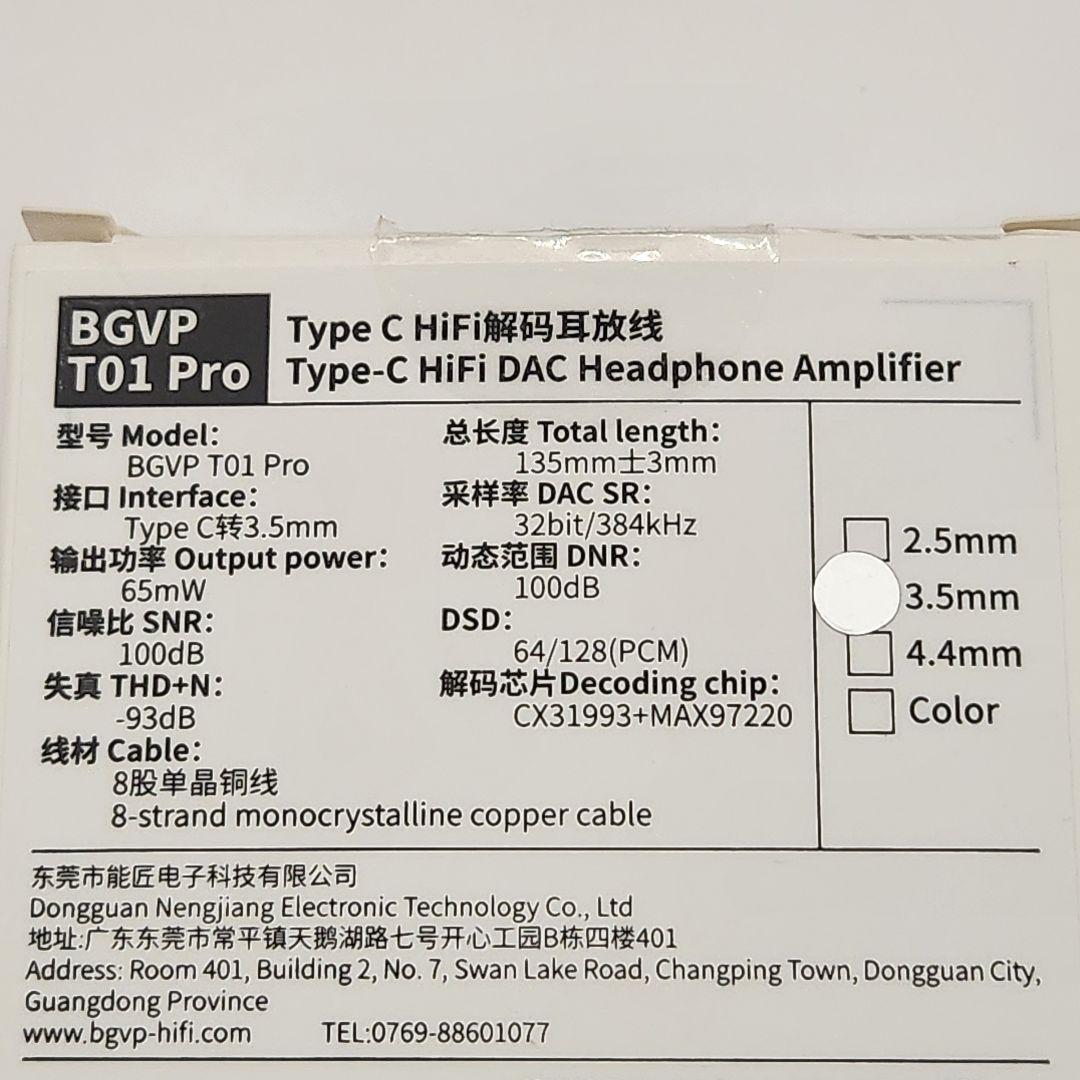 BGVP
T01 Pro
Type C HiFi解码耳放线
Type-C HiFi DAC Headphone Amplifier
型号 Model：
BGVP T01 Pro
接口 Interface：
Type C转3.5mm
输出功率 Output power：
65mW
信噪比 SNR：
100dB
失真 THD+N：
-93dB
线材 Cable：
8股单晶铜线
8-strand monocrystalline copper cable
总长度 Total length：
135mm士3mm
采样率 DAC SR：
32bit/384kHz
动态范围 DNR：
100dB
DSD：
64/128(PCM)
解码芯片Decoding chip：
CX31993+MAX97220
2.5mm
3.5mm
4.4mm
Color
东莞市能匠电子科技有限公司
Dongguan Nengjiang Electronic Technology Co., Ltd
地址:广东东莞市常平镇天鹅湖路七号开心工园B栋四楼401
Address: Room 401, Building 2, No. 7, Swan Lake Road, Changping Town, Dongguan City,
Guangdong Province
www.bgvp-hifi.com TEL:0769-88601077